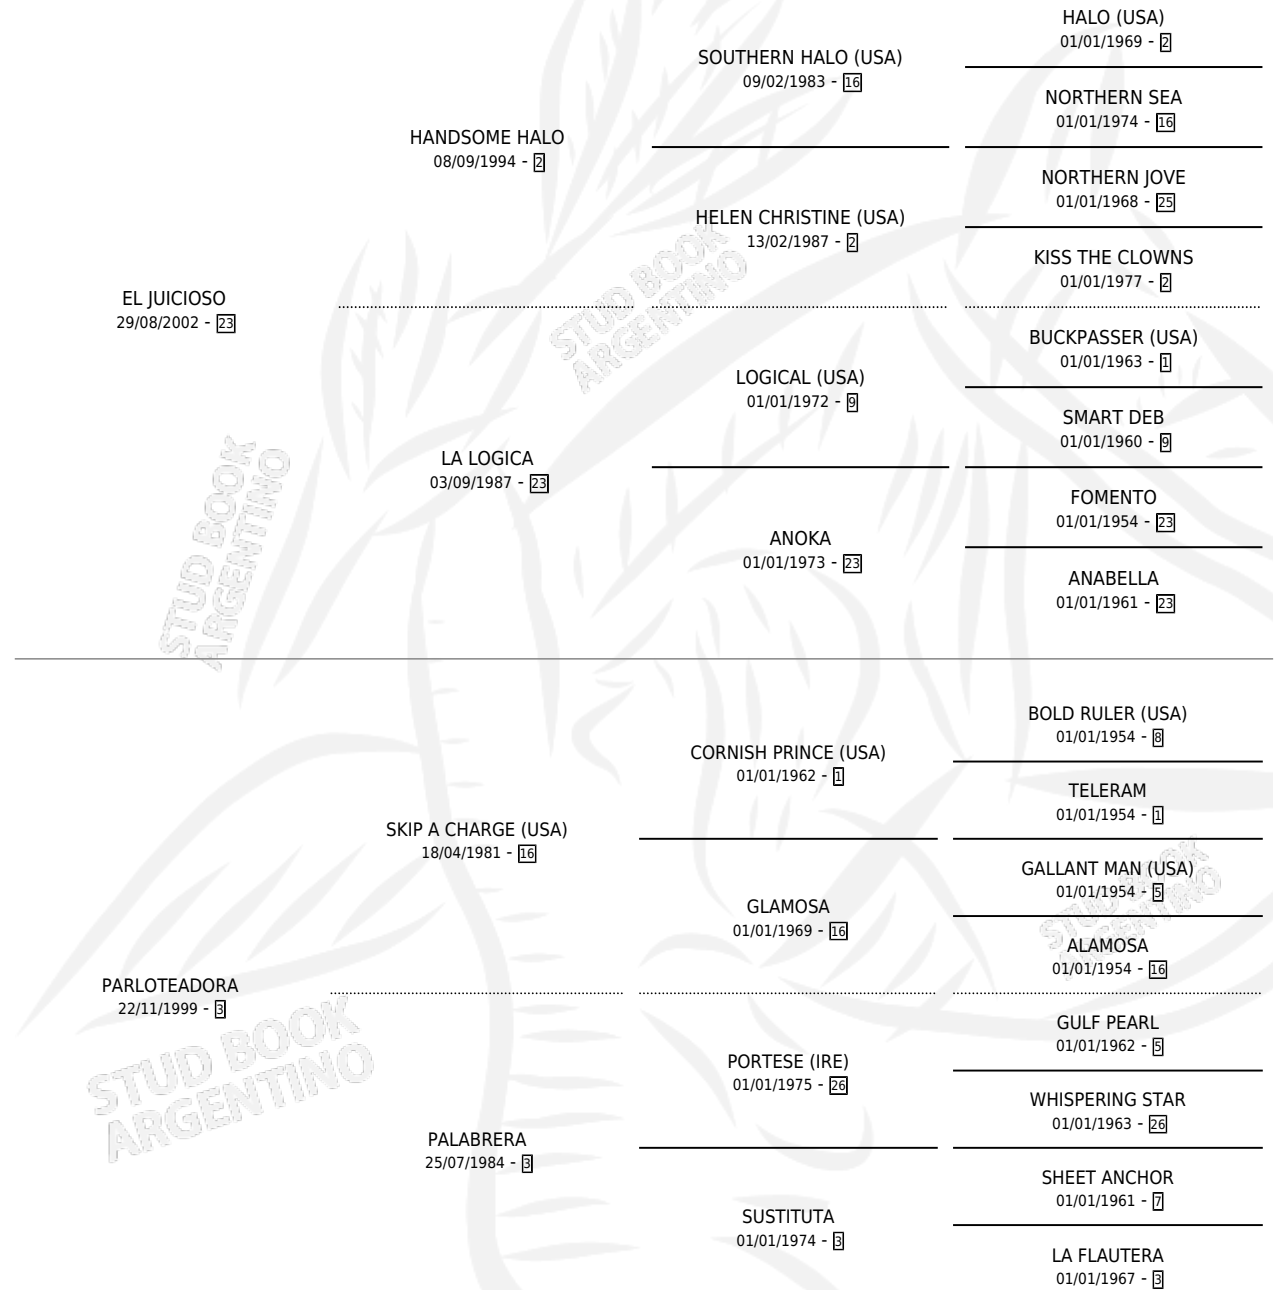 HALO (USA)
01/01/1969 - 2
SOUTHERN HALO (USA)
09/02/1983 - 16
NORTHERN SEA
01/01/1974 - 16
HANDSOME HALO
08/09/1994 - 2
NORTHERN JOVE
01/01/1968 - 25
HELEN CHRISTINE (USA)
13/02/1987 - 2
KISS THE CLOWNS
01/01/1977 - 2
EL JUICIOSO
29/08/2002 - 23
BUCKPASSER (USA)
01/01/1963 - 1
LOGICAL (USA)
01/01/1972 - 9
SMART DEB
01/01/1960 - 9
LA LOGICA
03/09/1987 - 23
FOMENTO
01/01/1954 - 23
ANOKA
01/01/1973 - 23
ANABELLA
01/01/1961 - 23
BOLD RULER (USA)
01/01/1954 - 8
CORNISH PRINCE (USA)
01/01/1962 - 1
TELERAM
01/01/1954 - 1
SKIP A CHARGE (USA)
18/04/1981 - 16
GALLANT MAN (USA)
01/01/1954 - 5
GLAMOSA
01/01/1969 - 16
ALAMOSA
01/01/1954 - 16
PARLOTEADORA
22/11/1999 - 3
GULF PEARL
01/01/1962 - 5
PORTESE (IRE)
01/01/1975 - 26
WHISPERING STAR
01/01/1963 - 26
PALABRERA
25/07/1984 - 3
SHEET ANCHOR
01/01/1961 - 7
SUSTITUTA
01/01/1974 - 3
LA FLAUTERA
01/01/1967 - 3
STUD BOOK
ARGENTINO
STUD BOOK
ARGENTINO
STUD BOOK
ARGENTINO
STUD BOOK
ARGENTINO